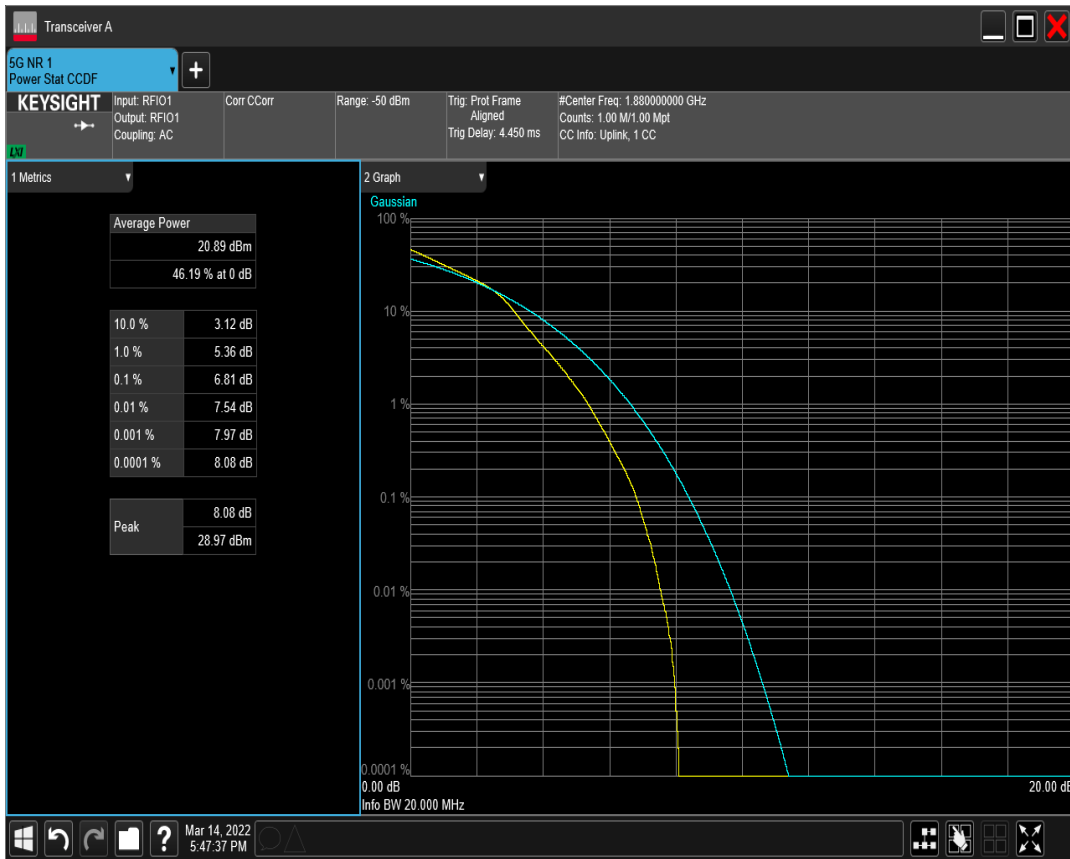 Transceiver A
5G NR 1
Power Stat CCDF
+
KEYSIGHT
LXI
Input: RFIO1
Output: RFIO1
Coupling: AC
Corr CCorr
Range: -50 dBm
Trig: Prot Frame
Aligned
Trig Delay: 4.450 ms
#Center Freq: 1.880000000 GHz
Counts: 1.00 M/1.00 Mpt
CC Info: Uplink, 1 CC
1 Metrics
Average Power
20.89 dBm
46.19 % at 0 dB
10.0 % 3.12 dB
1.0 % 5.36 dB
0.1 % 6.81 dB
0.01 % 7.54 dB
0.001 % 7.97 dB
0.0001 % 8.08 dB
Peak
8.08 dB
28.97 dBm
2 Graph
Gaussian
100 %
10 %
1 %
0.1 %
0.01 %
0.001 %
0.0001 %
0.00 dB 20.00 dB
Info BW 20.000 MHz
?
Mar 14, 2022
5:47:37 PM